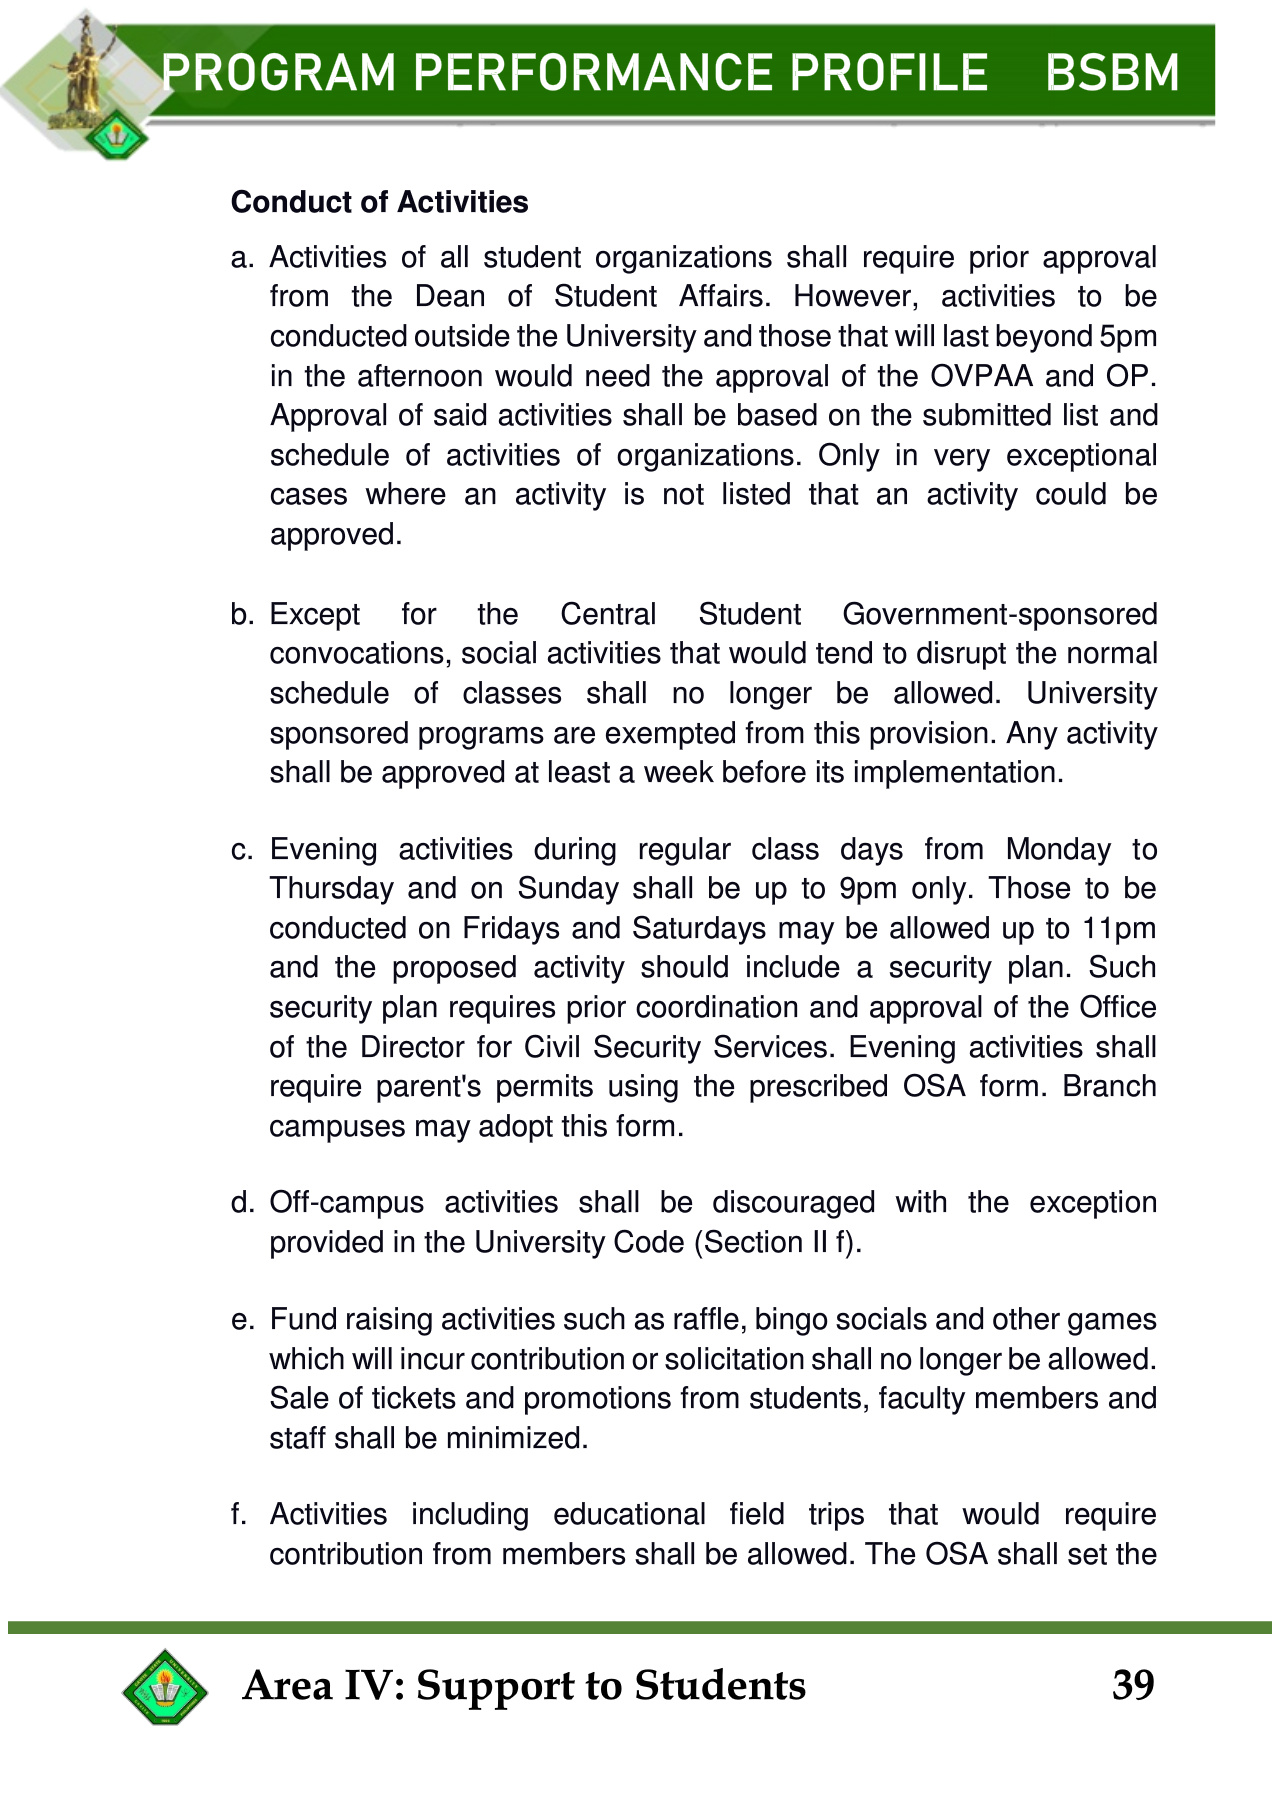 PROGRAM PERFORMANCE PROFILE BSBM
Conduct of Activities
a. Activities of all student organizations shall require prior approval
from the Dean of Student Affairs. However, activities to be
conducted outside the University and those that will last beyond 5pm
in the afternoon would need the approval of the OVPAA and OP.
Approval of said activities shall be based on the submitted list and
schedule of activities of organizations. Only in very exceptional
cases where an activity is not listed that an activity could be
approved.
b. Except for the Central Student Government-sponsored
convocations, social activities that would tend to disrupt the normal
schedule of classes shall no longer be allowed. University
sponsored programs are exempted from this provision. Any activity
shall be approved at least a week before its implementation.
c. Evening activities during regular class days from Monday to
Thursday and on Sunday shall be up to 9pm only. Those to be
conducted on Fridays and Saturdays may be allowed up to 11pm
and the proposed activity should include a security plan. Such
security plan requires prior coordination and approval of the Office
of the Director for Civil Security Services. Evening activities shall
require parent's permits using the prescribed OSA form. Branch
campuses may adopt this form.
d. Off-campus activities shall be discouraged with the exception
provided in the University Code (Section II f).
e. Fund raising activities such as raffle, bingo socials and other games
which will incur contribution or solicitation shall no longer be allowed.
Sale of tickets and promotions from students, faculty members and
staff shall be minimized.
f. Activities including educational field trips that would require
contribution from members shall be allowed. The OSA shall set the
Area IV: Support to Students 39